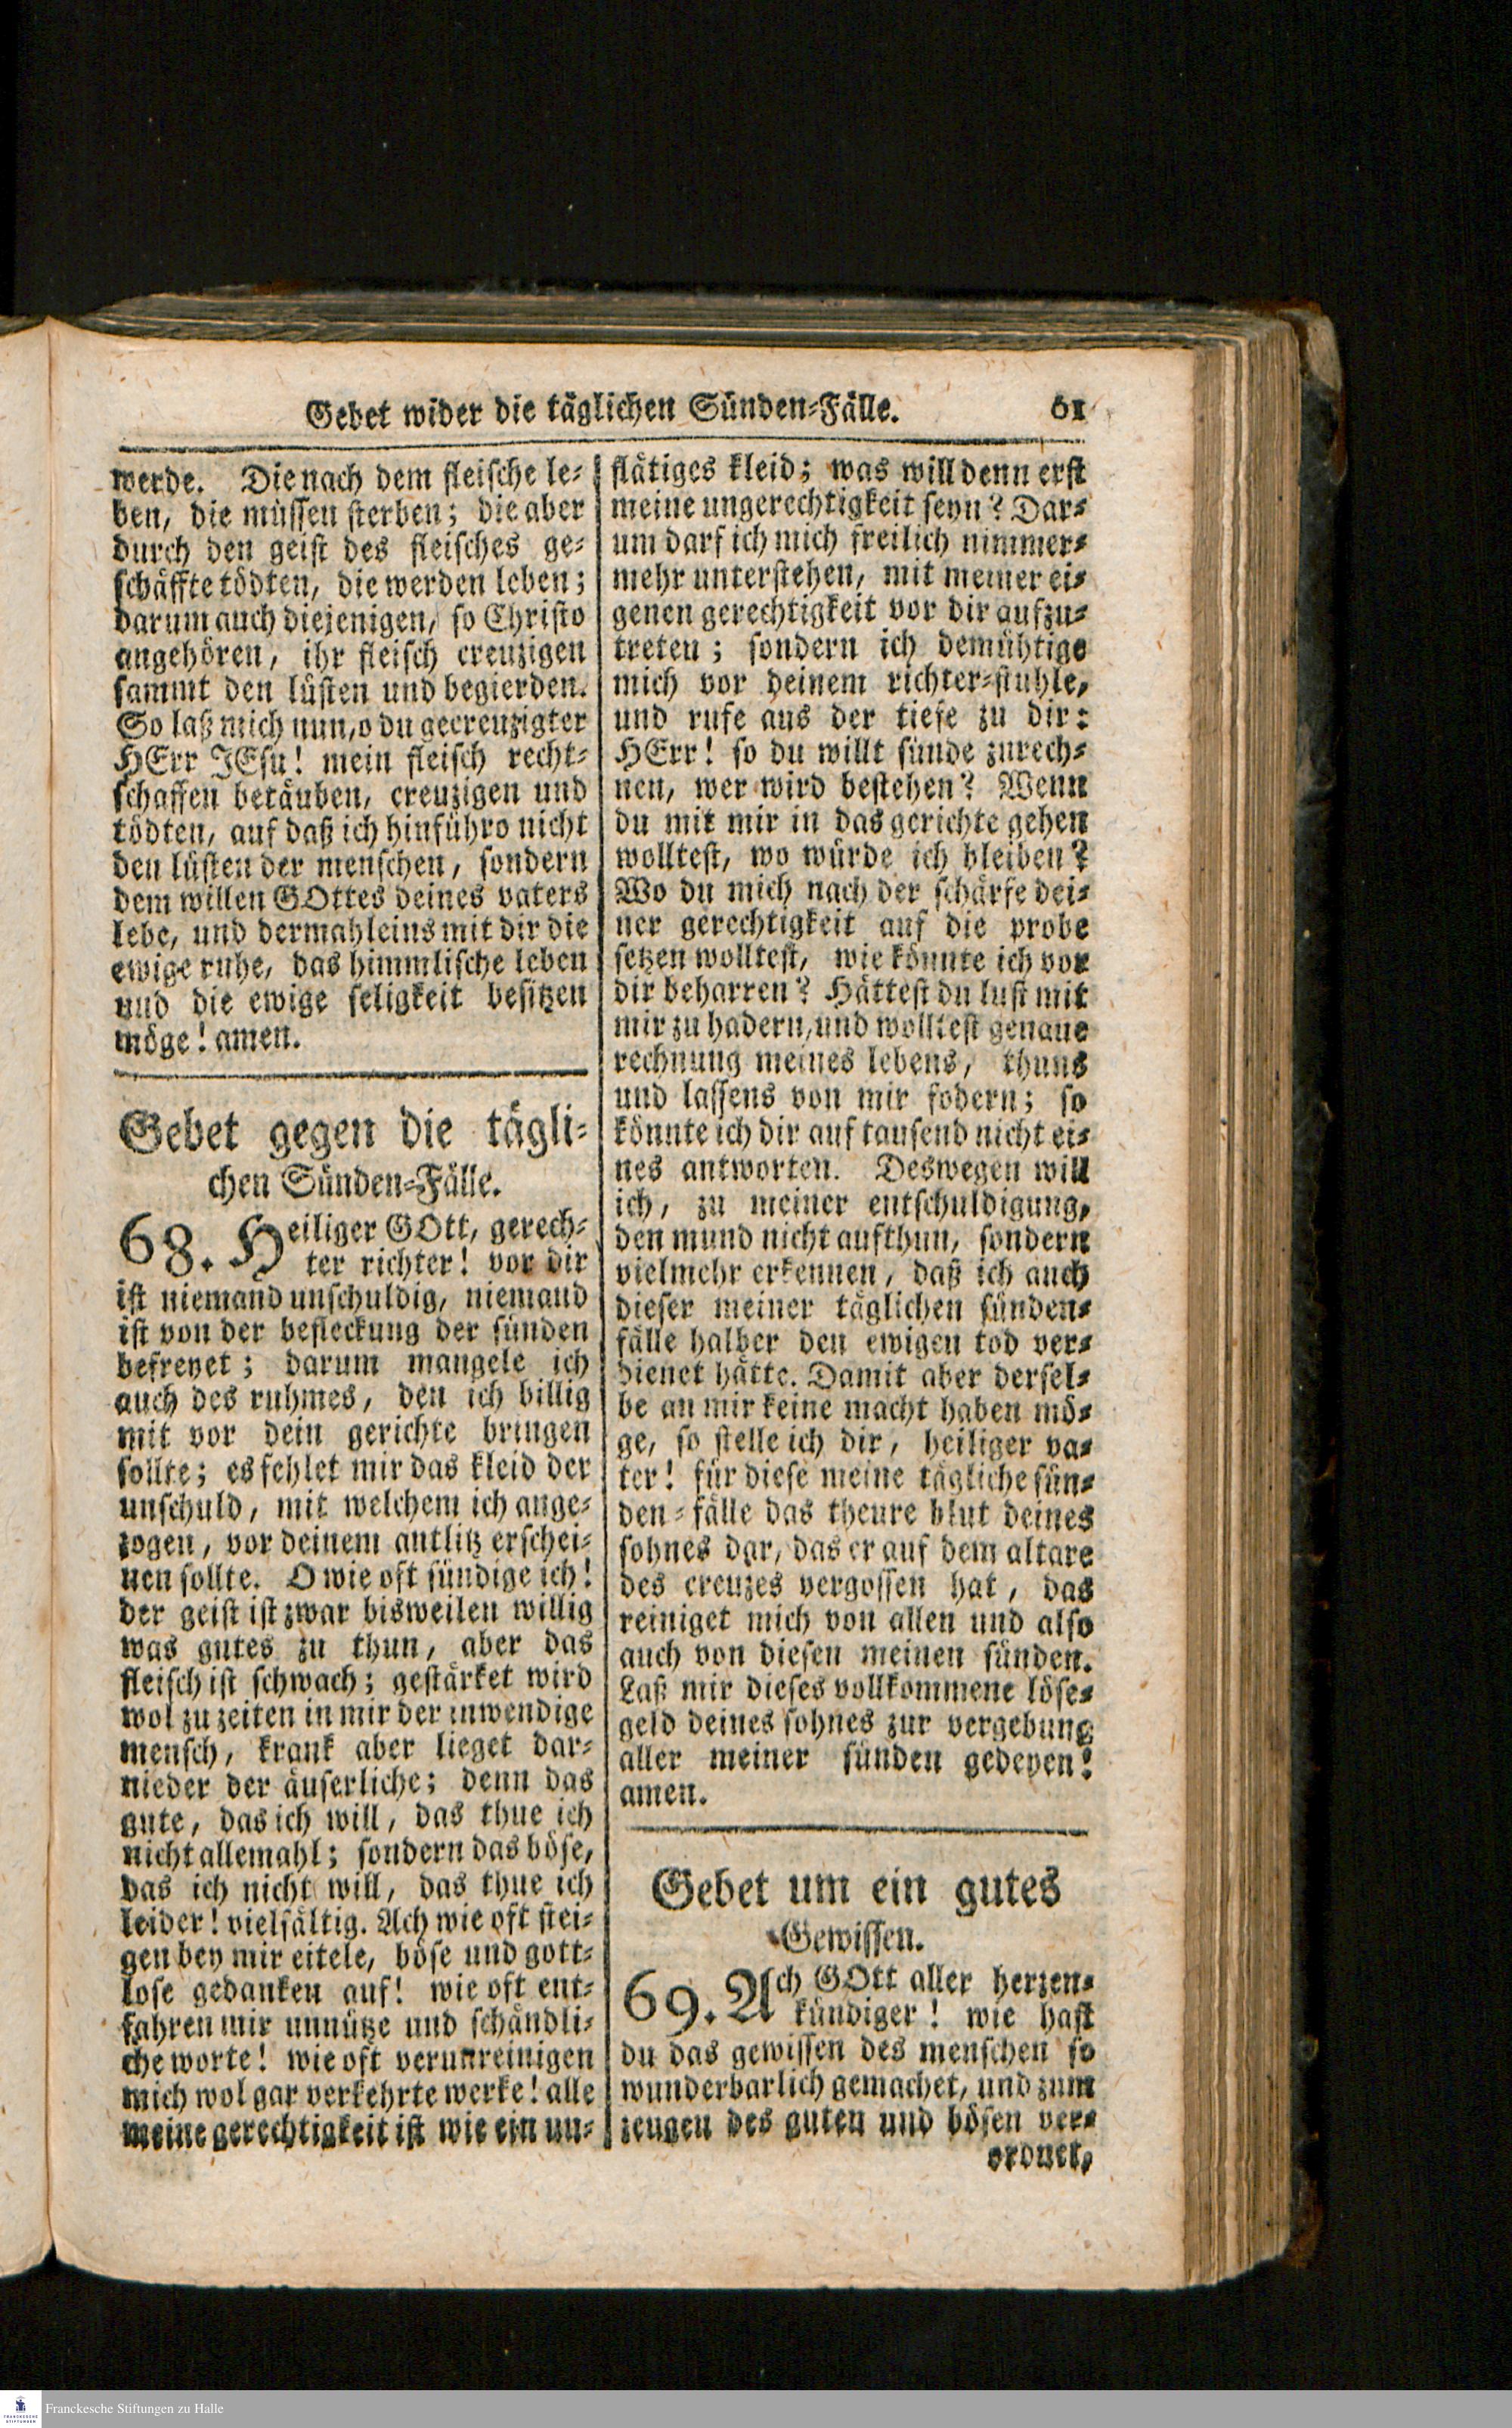 Gebet wider die täglichen Sünden-Fälle. 61
werde. Die nach dem fleische le-
ben, die müssen sterben; die aber
durch den geist des fleisches ge-
schäffte tödten, die werden leben;
darum auch diejenigen, so Christo
angehören, ihr fleisch creuzigen
sammt den lüsten und begierden.
So laß mich nun, o du gecreuzigter
HErr JEsu! mein fleisch recht-
schaffen betäuben, creuzigen und
tödten, auf daß ich hinführo nicht
den lüsten der menschen, sondern
dem willen GOttes deines vaters
lebe, und dermahleins mit dir die
ewige ruhe, das himmlische leben
und die ewige seligkeit besitzen
möge! amen.
Gebet gegen die tägli-
chen Sünden-Fälle.
68. Heiliger GOtt, gerech-
ter richter! vor dir
ist niemand unschuldig, niemand
ist von der befleckung der sünden
befreyet; darum mangele ich
auch des ruhmes, den ich billig
mit vor dein gerichte bringen
sollte; es fehlet mir das kleid der
unschuld, mit welchem ich ange-
zogen, vor deinem antlitz erschei-
nen sollte. O wie oft sündige ich!
der geist ist zwar bisweilen willig
was gutes zu thun, aber das
fleisch ist schwach; gestärket wird
wol zu zeiten in mir der inwendige
mensch, krank aber lieget dar-
nieder der äuserliche; denn das
gute, das ich will, das thue ich
nicht allemahl; sondern das böse,
das ich nicht will, das thue ich
leider! vielfältig. Ach wie oft stei-
gen bey mir eitele, böse und gott-
lose gedanken auf! wie oft ent-
fahren mir unnütze und schändli-
che worte! wie oft verunreinigen
mich wol gar verkehrte werke! alle
meine gerechtigkeit ist wie ein un-
flätiges kleid; was will denn erst
meine ungerechtigkeit seyn? Dar-
um darf ich mich freilich nimmer-
mehr unterstehen, mit meiner ei-
genen gerechtigkeit vor dir aufzu-
treten; sondern ich demühtige
mich vor deinem richter-stuhle,
und rufe aus der tiefe zu dir:
HErr! so du willt sünde zurech-
nen, wer wird bestehen? Wenn
du mit mir in das gerichte gehen
wolltest, wo würde ich bleiben?
Wo du mich nach der schärfe dei-
ner gerechtigkeit auf die probe
setzen wolltest, wie könnte ich vor
dir beharren? Hättest du lust mit
mir zu hadern, und wolltest genaue
rechnung meines lebens, thuns
und lassens von mir fodern; so
könnte ich dir auf tausend nicht ei-
nes antworten. Deswegen will
ich, zu meiner entschuldigung,
den mund nicht aufthun, sondern
vielmehr erkennen, daß ich auch
dieser meiner täglichen sünden-
fälle halber den ewigen tod ver-
dienet hätte. Damit aber dersel-
be an mir keine macht haben mö-
ge, so stelle ich dir, heiliger va-
ter! für diese meine tägliche sün-
den-fälle das theure blut deines
sohnes dar, das er auf dem altare
des creuzes vergossen hat, das
reiniget mich von allen und also
auch von diesen meinen sünden.
Laß mir dieses vollkommene löse-
geld deines sohnes zur vergebung
aller meiner sünden gedeyen!
amen.
Gebet um ein gutes
Gewissen.
69. Ach GOtt aller herzen-
kündiger! wie hast
du das gewissen des menschen so
wunderbarlich gemachet, und zum
zeugen des guten und bösen ver-
ordnet,
Franckesche Stiftungen zu Halle